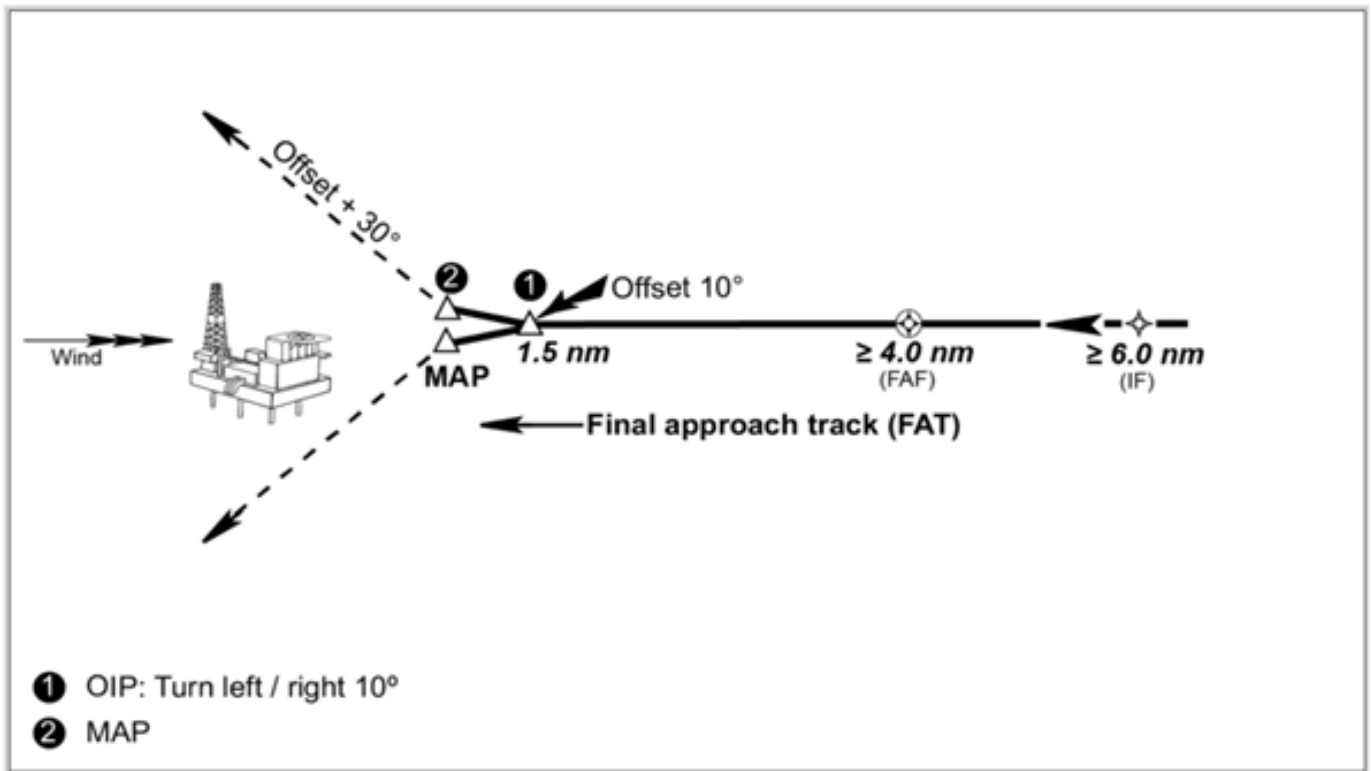 Offset + 30°
2
1
Offset 10°
Wind
MAP
1.5 nm
≥ 4.0 nm
(FAF)
≥ 6.0 nm
(IF)
Final approach track (FAT)
1 OIP: Turn left / right 10º
2 MAP